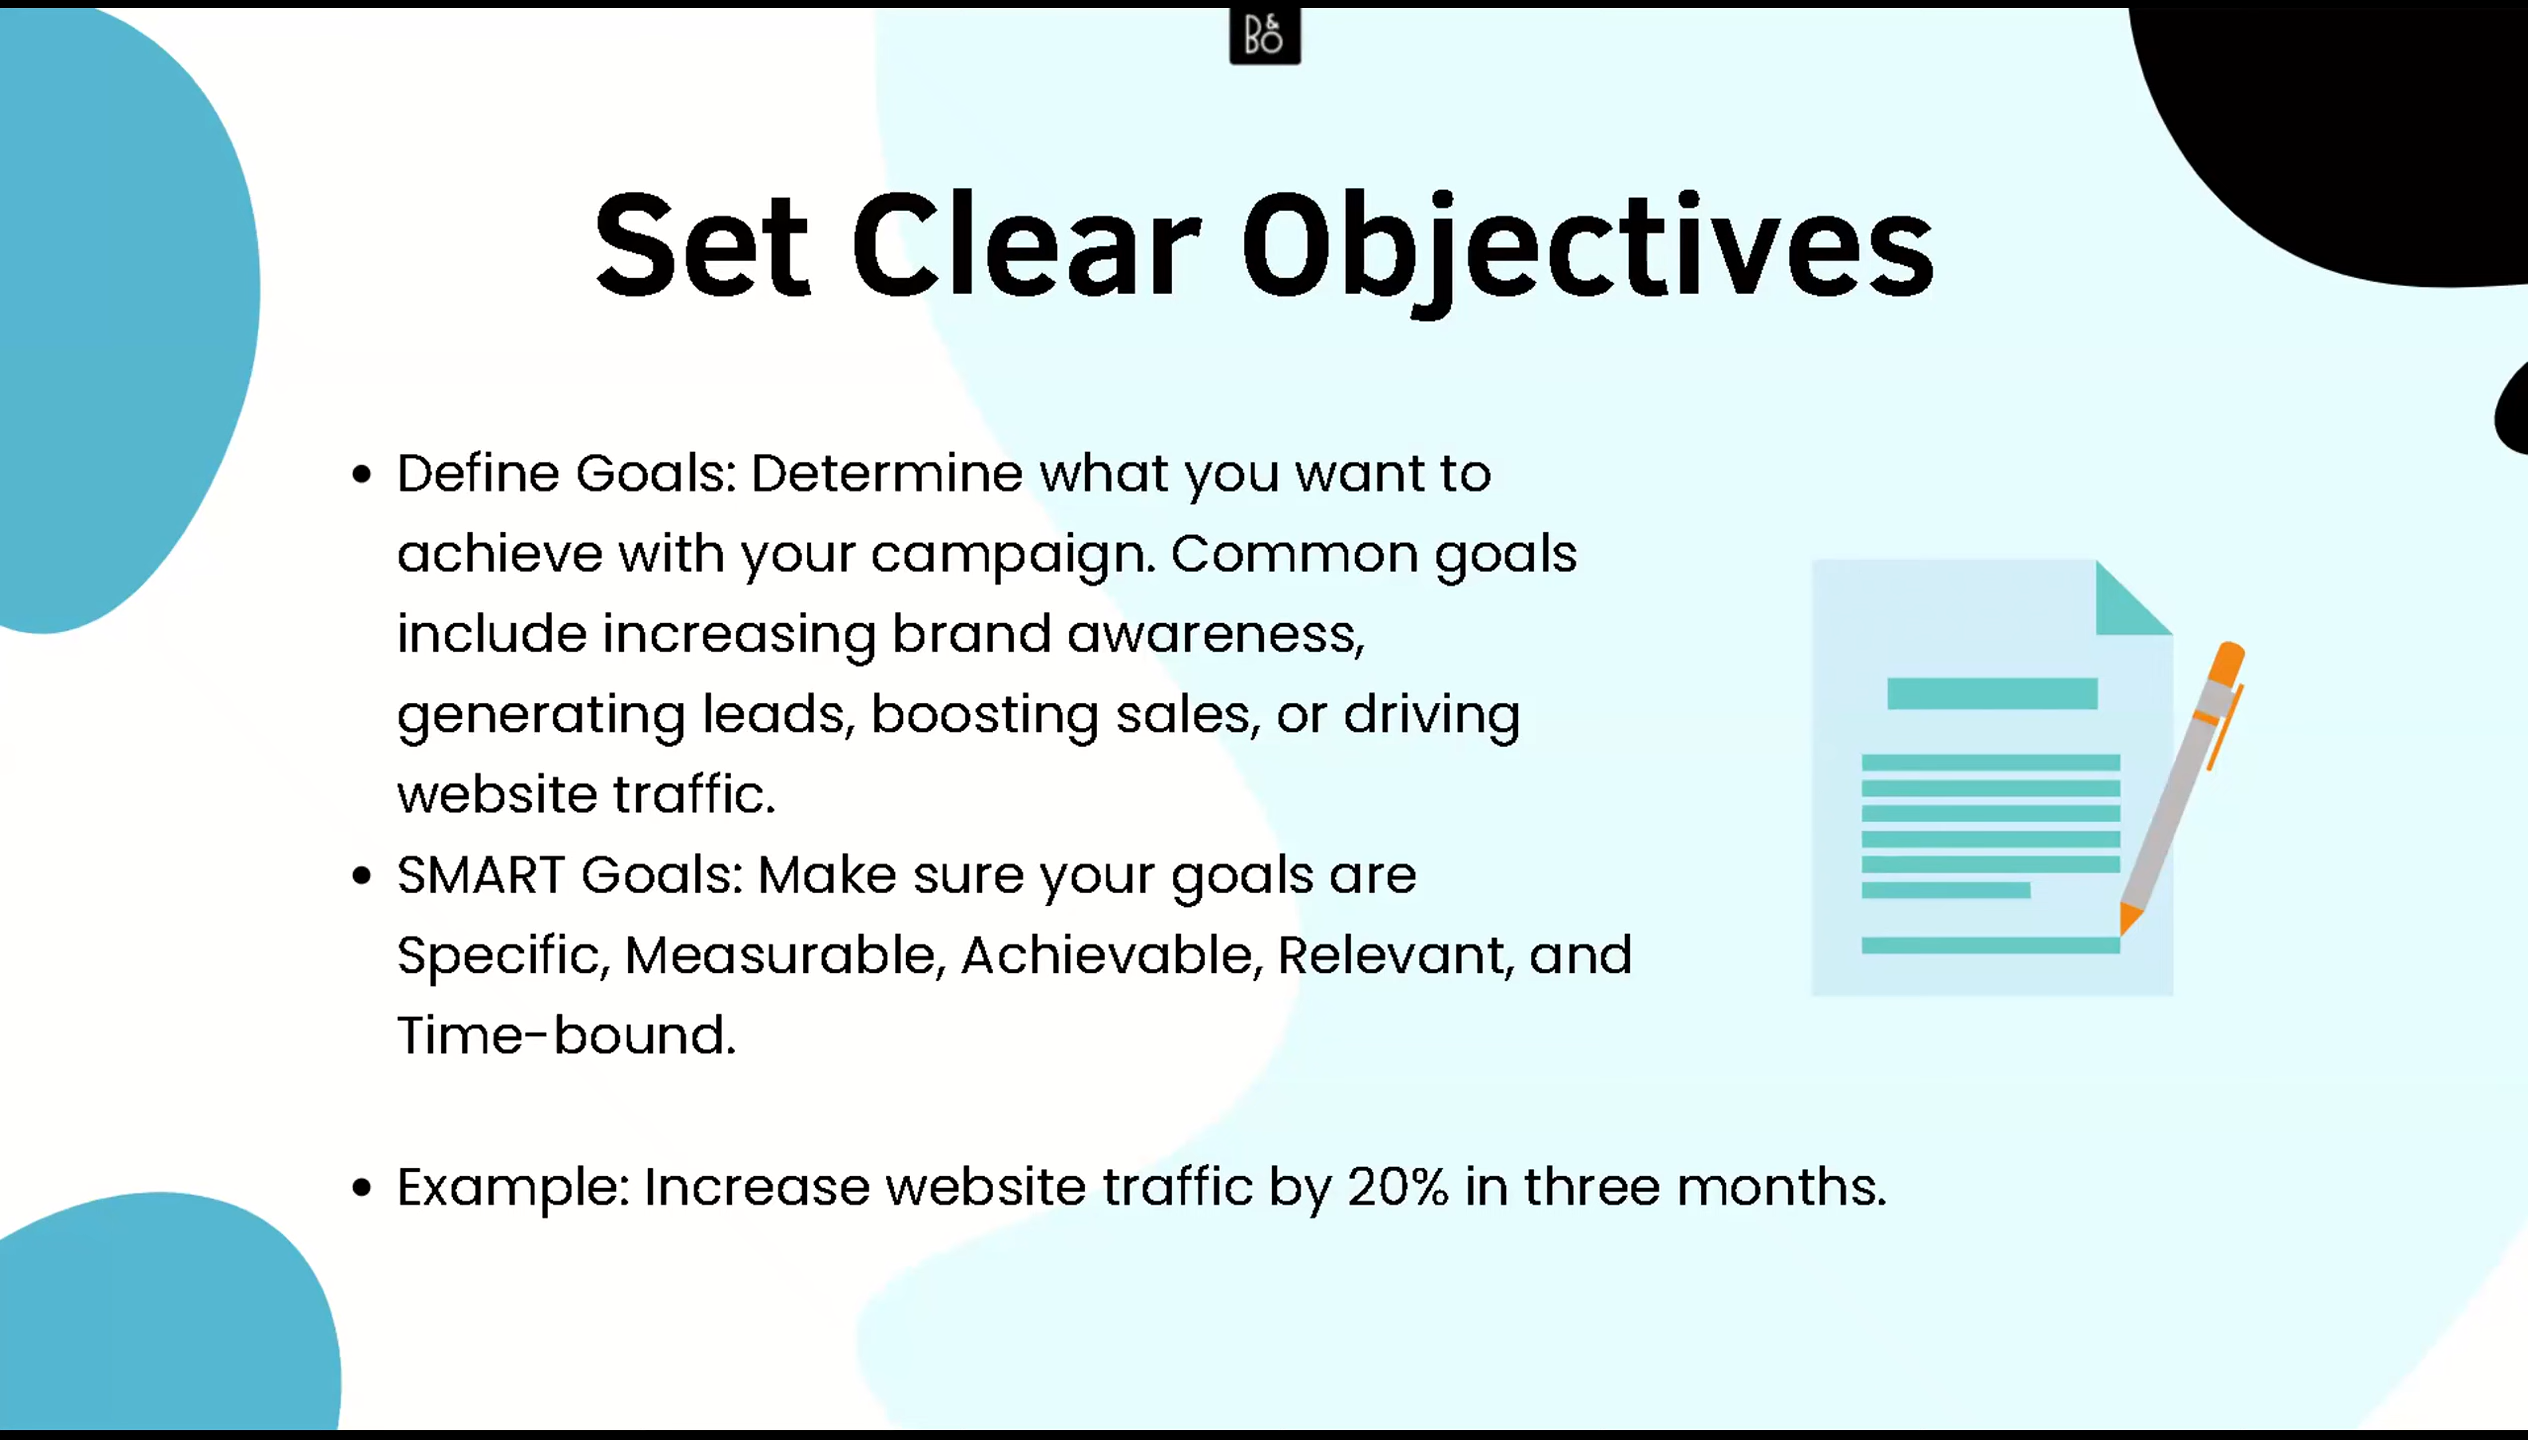 B&O
Set Clear Objectives
• Define Goals: Determine what you want to
achieve with your campaign. Common goals
include increasing brand awareness,
generating leads, boosting sales, or driving
website traffic.
• SMART Goals: Make sure your goals are
Specific, Measurable, Achievable, Relevant, and
Time-bound.
• Example: Increase website traffic by 20% in three months.